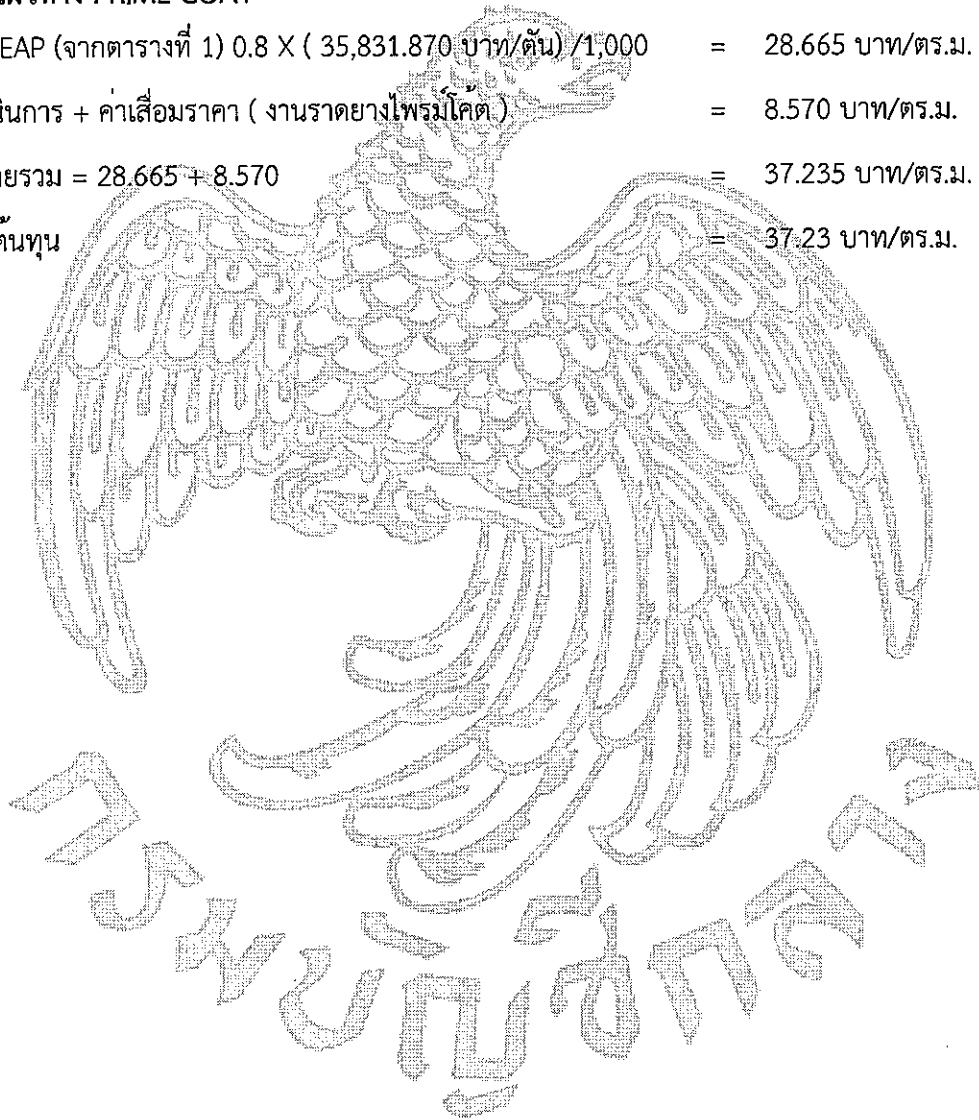 EAP (จากตารางที่ 1) 0.8 X ( 35,831.870 บาท/ตัน) /1,000 = 28.665 บาท/ตร.ม.
นินการ + ค่าเสื่อมราคา ( งานราดยางไพรม์โค้ต ) = 8.570 บาท/ตร.ม.
ายรวม = 28.665 + 8.570 = 37.235 บาท/ตร.ม.
ต้นทุน = 37.23 บาท/ตร.ม.
กรมบัญชีกลาง